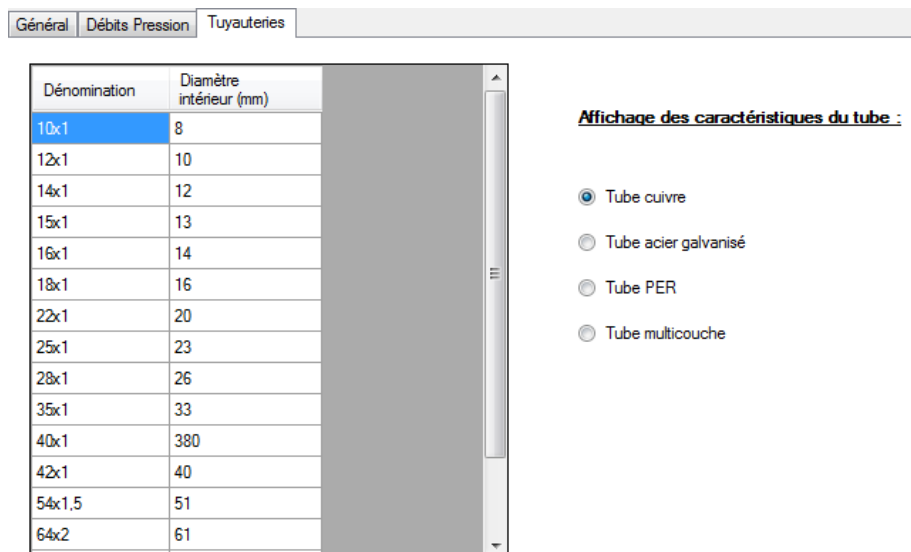 Général Débits Pression Tuyauteries
Dénomination Diamètre intérieur (mm)
10x1 8
12x1 10
14x1 12
15x1 13
16x1 14
18x1 16
22x1 20
25x1 23
28x1 26
35x1 33
40x1 380
42x1 40
54x1,5 51
64x2 61
Affichage des caractéristiques du tube :
Tube cuivre
Tube acier galvanisé
Tube PER
Tube multicouche